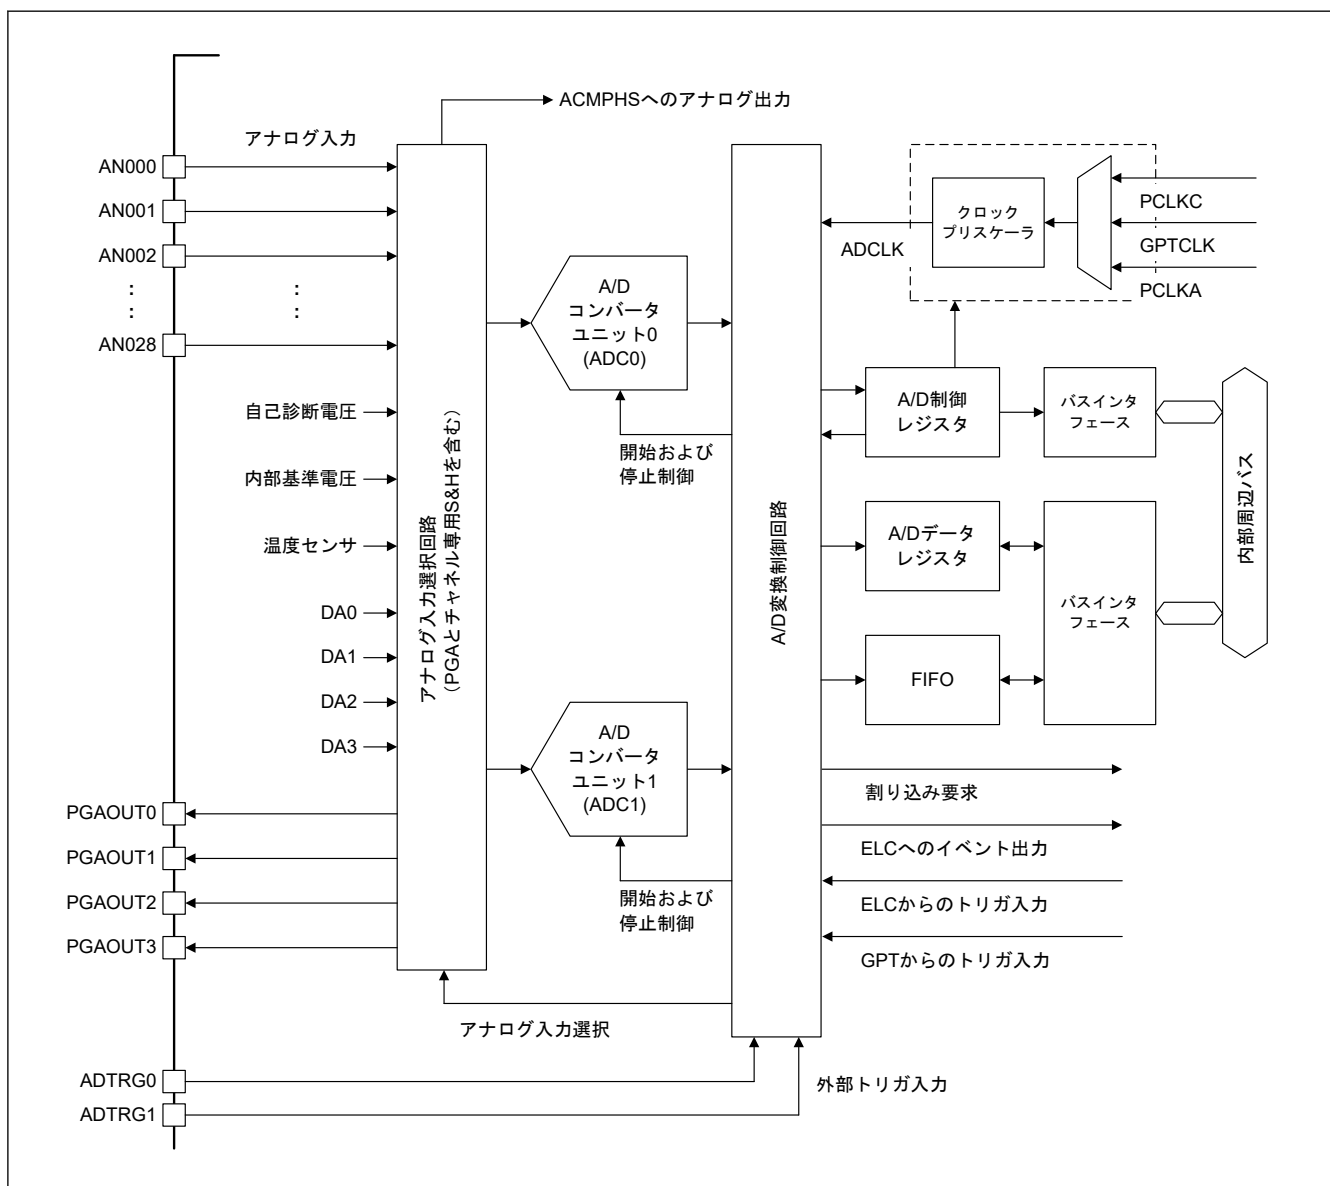 ACMPHSへのアナログ出力
アナログ入力
AN000
AN001
AN002
:
:
:
:
AN028
自己診断電圧
内部基準電圧
温度センサ
DA0
DA1
DA2
DA3
PGAOUT0
PGAOUT1
PGAOUT2
PGAOUT3
ADTRG0
ADTRG1
アナログ入力選択回路
(PGAとチャネル専用S&Hを含む)
A/D
コンバータ
ユニット0
(ADC0)
開始および
停止制御
A/D
コンバータ
ユニット1
(ADC1)
開始および
停止制御
アナログ入力選択
A/D変換制御回路
ADCLK
クロック
プリスケーラ
PCLKC
GPTCLK
PCLKA
A/D制御
レジスタ
バスインタ
フェース
A/Dデータ
レジスタ
FIFO
バスインタ
フェース
内部周辺バス
割り込み要求
ELCへのイベント出力
ELCからのトリガ入力
GPTからのトリガ入力
外部トリガ入力